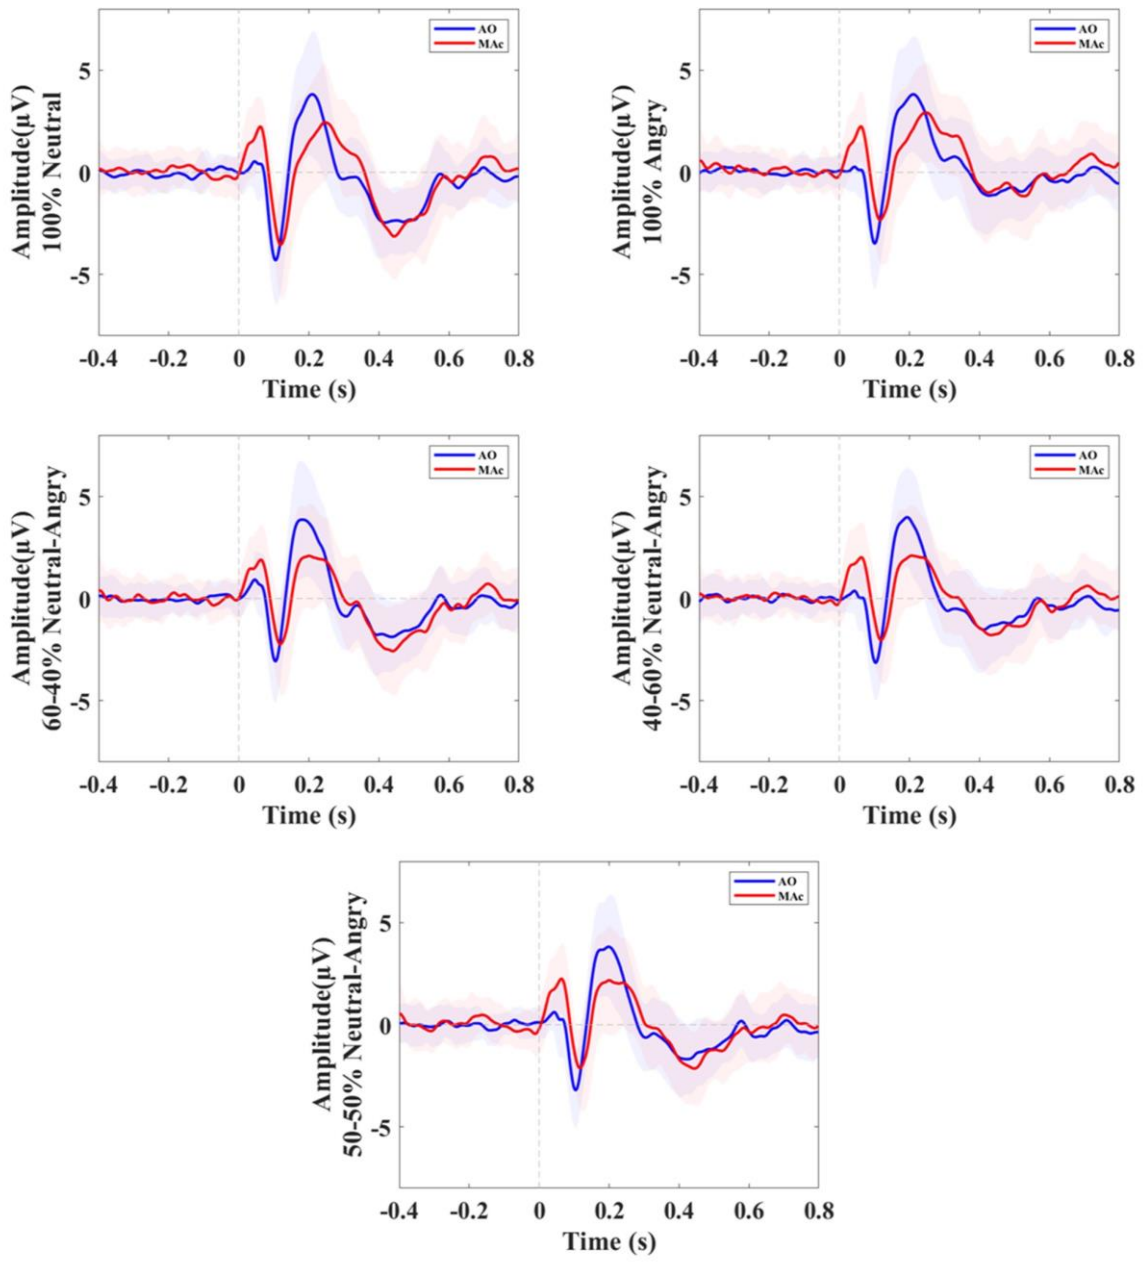 Amplitude(μV)
100% Neutral
AO
MAc
5
0
-5
-0.4 -0.2 0 0.2 0.4 0.6 0.8
Time (s)
Amplitude(μV)
100% Angry
AO
MAc
5
0
-5
-0.4 -0.2 0 0.2 0.4 0.6 0.8
Time (s)
Amplitude(μV)
60-40% Neutral-Angry
AO
MAc
5
0
-5
-0.4 -0.2 0 0.2 0.4 0.6 0.8
Time (s)
Amplitude(μV)
40-60% Neutral-Angry
AO
MAc
5
0
-5
-0.4 -0.2 0 0.2 0.4 0.6 0.8
Time (s)
Amplitude(μV)
50-50% Neutral-Angry
AO
MAc
5
0
-5
-0.4 -0.2 0 0.2 0.4 0.6 0.8
Time (s)